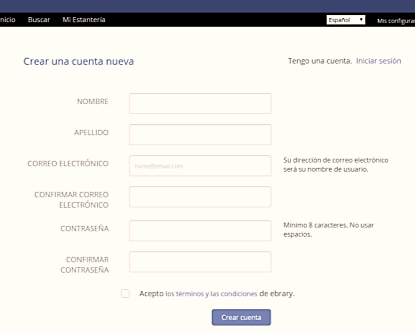 nicio Buscar Mi Estantería Español Mis configura
Crear una cuenta nueva Tengo una cuenta. Iniciar sesión
NOMBRE
APELLIDO
CORREO ELECTRÓNICO name@email.com Su dirección de correo electrónico
será su nombre de usuario.
CONFIRMAR CORREO
ELECTRÓNICO
CONTRASEÑA Mínimo 8 caracteres. No usar
espacios.
CONFIRMAR
CONTRASEÑA
Acepto los términos y las condiciones de ebrary.
Crear cuenta